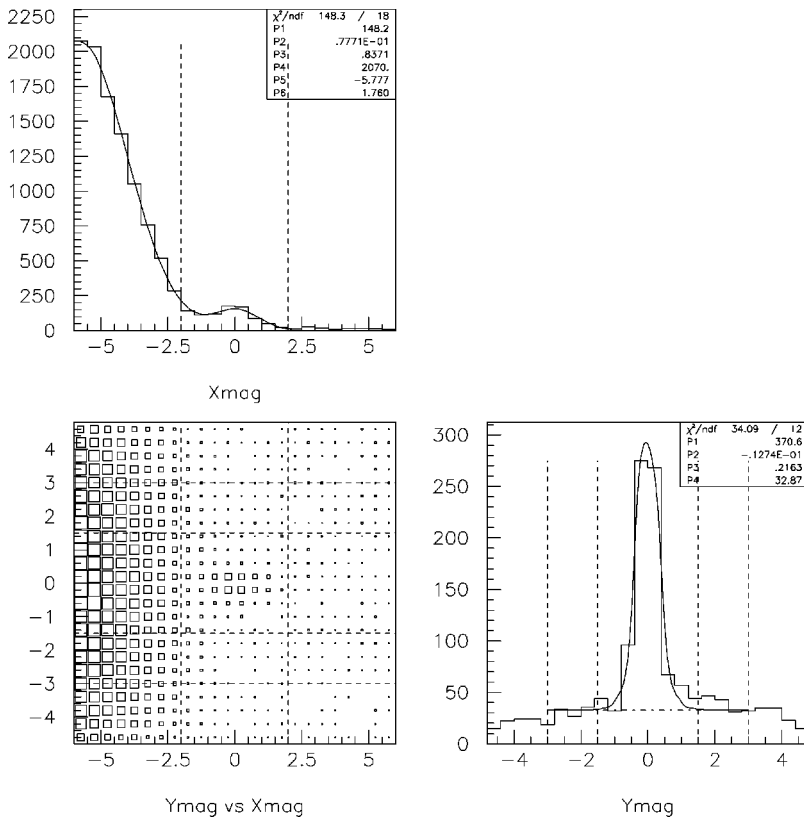 χ²/ndf 148.3 / 18
P1 148.2
P2 .7771E-01
P3 .8371
P4 2070.
P5 -5.777
P6 1.760
2250
2000
1750
1500
1250
1000
750
500
250
0
-5 -2.5 0 2.5 5
Xmag
4
3
2
1
0
-1
-2
-3
-4
-5 -2.5 0 2.5 5
Ymag vs Xmag
χ²/ndf 34.09 / 12
P1 370.6
P2 -.1274E-01
P3 .2163
P4 32.87
300
250
200
150
100
50
0
-4 -2 0 2 4
Ymag